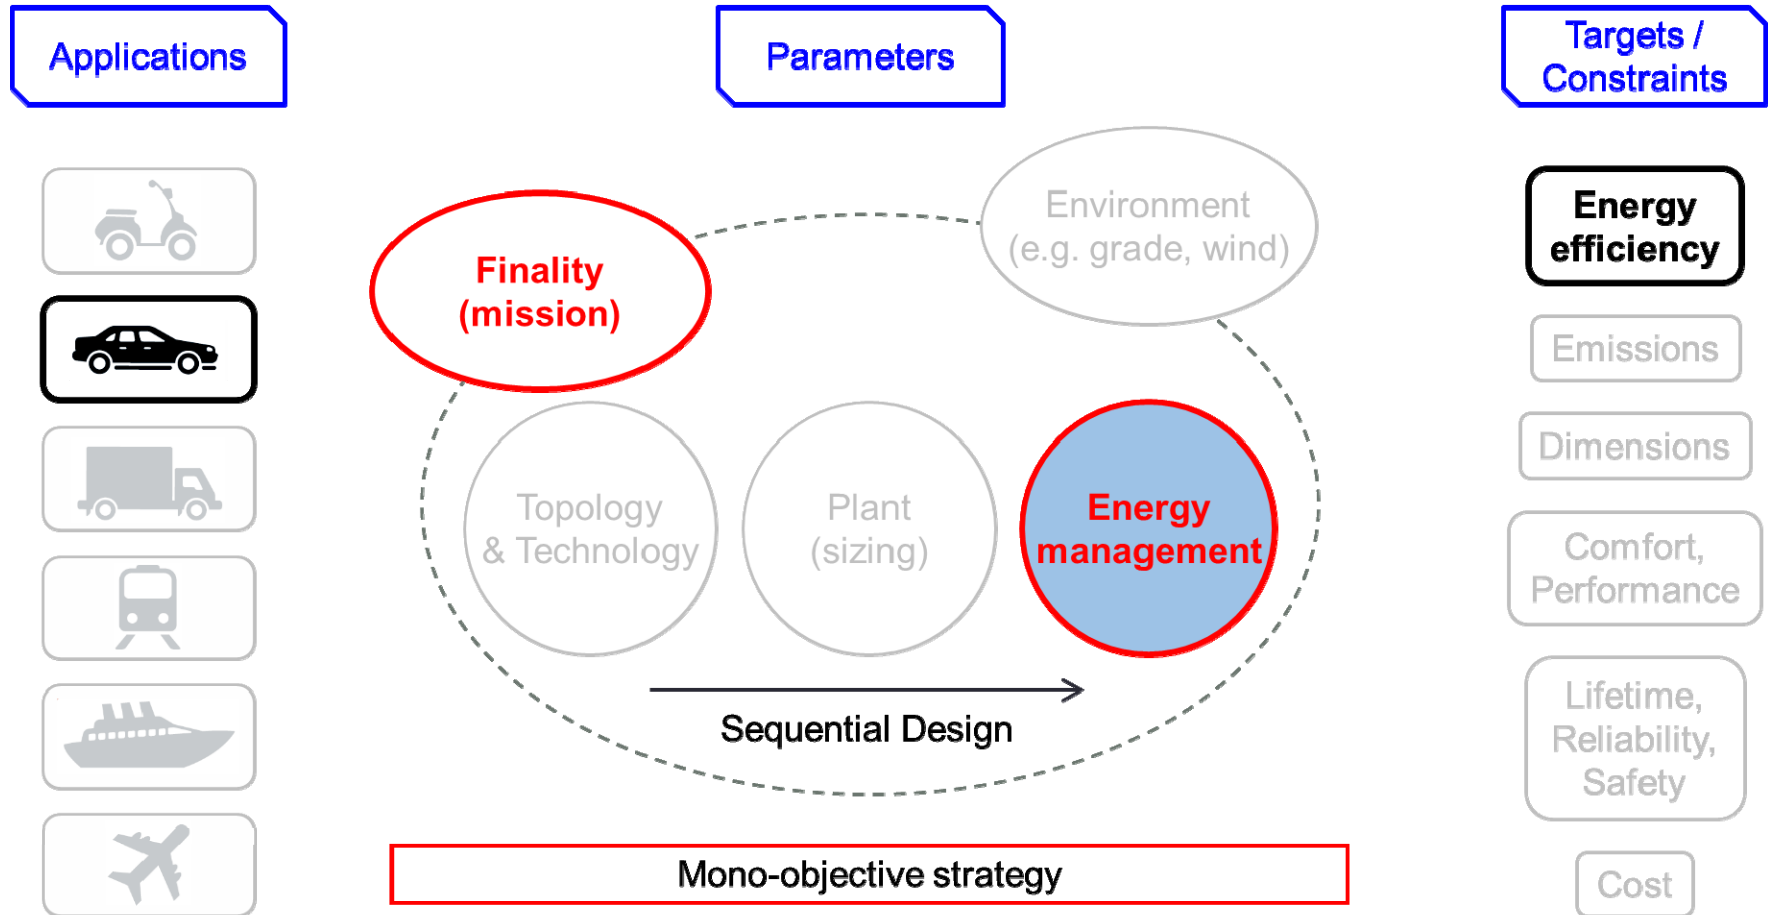 Applications
Parameters
Targets /
Constraints
Finality
(mission)
Environment
(e.g. grade, wind)
Topology
& Technology
Plant
(sizing)
Energy
management
Sequential Design
Mono-objective strategy
Energy
efficiency
Emissions
Dimensions
Comfort,
Performance
Lifetime,
Reliability,
Safety
Cost